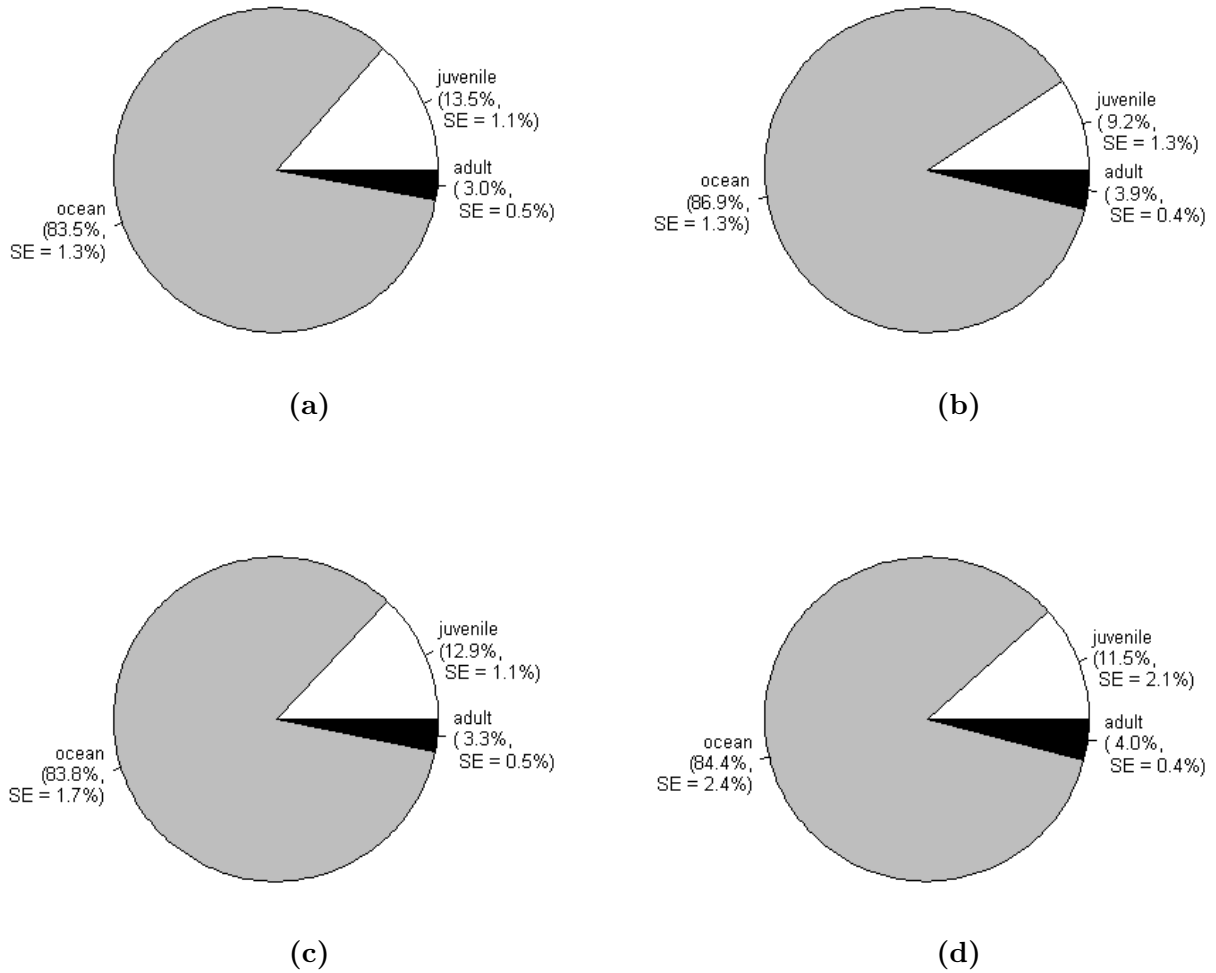 juvenile
(13.5%,
SE = 1.1%)
adult
( 3.0%,
SE = 0.5%)
ocean
(83.5%,
SE = 1.3%)
(a)
juvenile
( 9.2%,
SE = 1.3%)
adult
( 3.9%,
SE = 0.4%)
ocean
(86.9%,
SE = 1.3%)
(b)
juvenile
(12.9%,
SE = 1.1%)
adult
( 3.3%,
SE = 0.5%)
ocean
(83.8%,
SE = 1.7%)
(c)
juvenile
(11.5%,
SE = 2.1%)
adult
( 4.0%,
SE = 0.4%)
ocean
(84.4%,
SE = 2.4%)
(d)